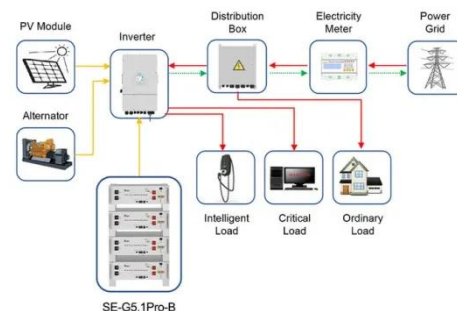 PV Module
Inverter
Distribution
Box
Electricity
Meter
Power
Grid
Alternator
Intelligent
Load
Critical
Load
Ordinary
Load
SE-G5.1Pro-B